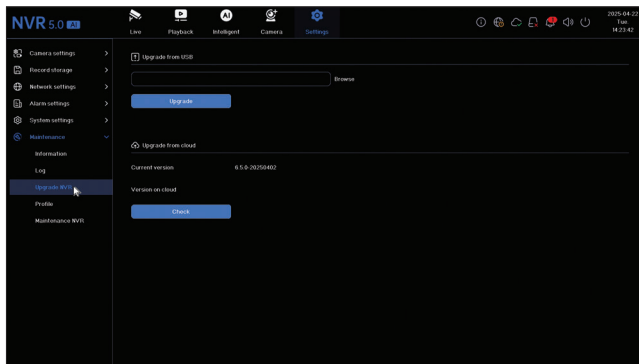 NVR 5.0 AI
Live
Playback
AI
Intelligent
Camera
Settings
2025-04-22
Tue.
14:23:42
Camera settings
Record storage
Network settings
Alarm settings
System settings
Maintenance
Information
Log
Upgrade NVR
Profile
Maintenance NVR
Upgrade from USB
Browse
Upgrade
Upgrade from cloud
Current version 6.5.0-20250402
Version on cloud
Check